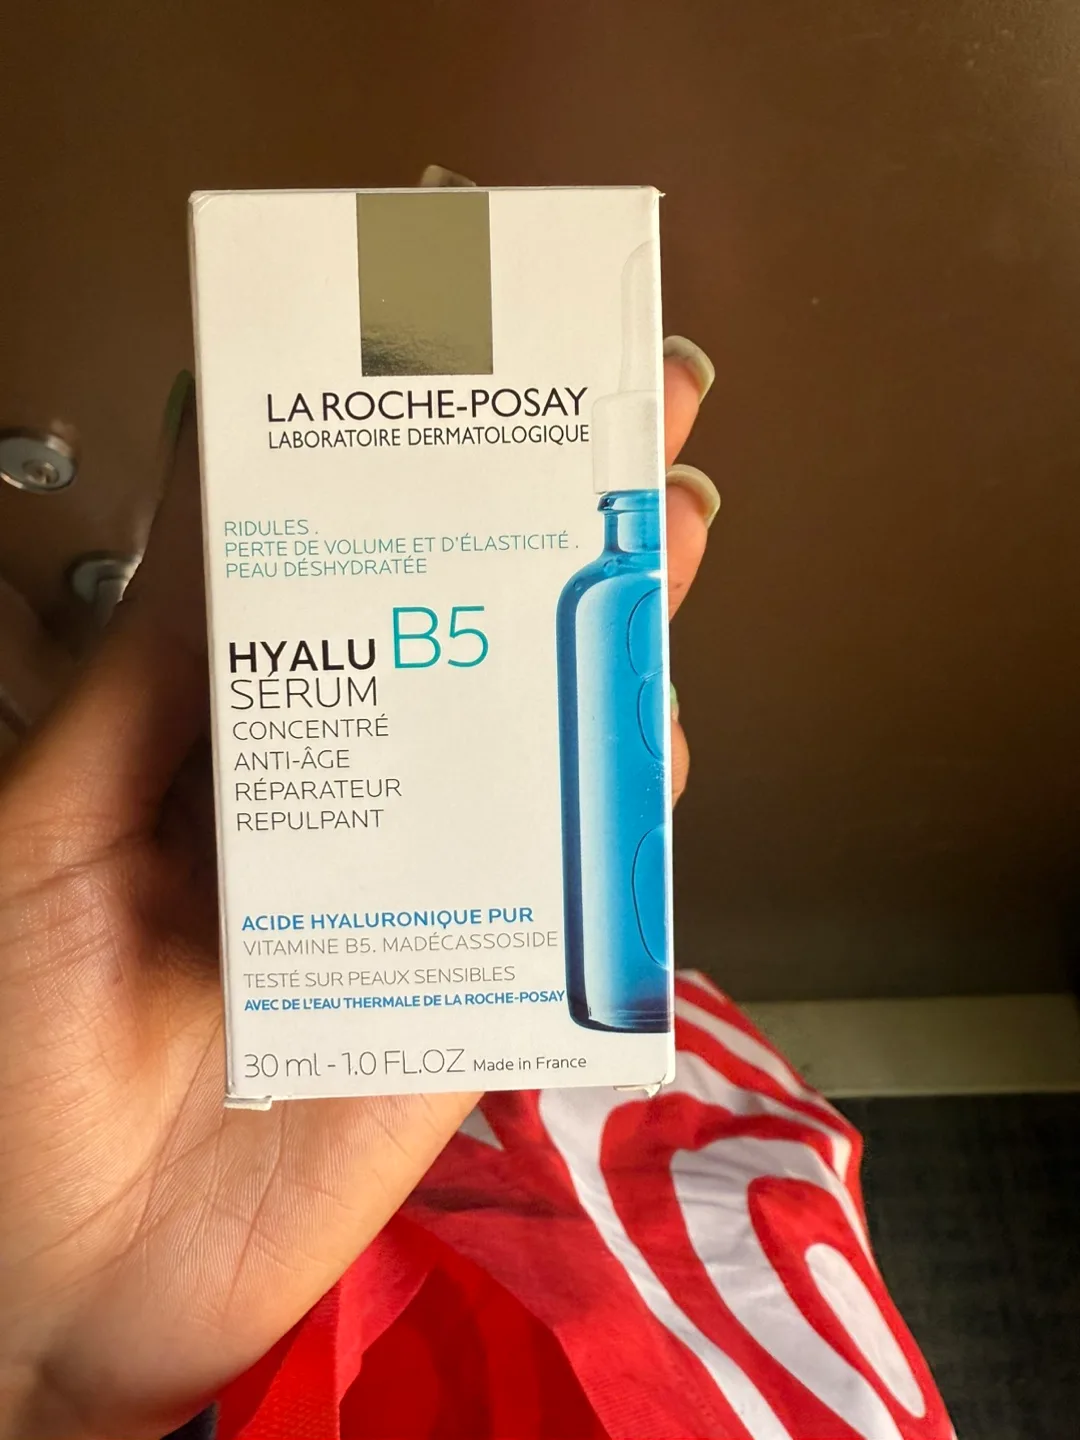 LA ROCHE-POSAY
LABORATOIRE DERMATOLOGIQUE
RIDULES .
PERTE DE VOLUME ET D'ÉLASTICITÉ .
PEAU DÉSHYDRATÉE
HYALU B5
SÉRUM
CONCENTRÉ
ANTI-ÂGE
RÉPARATEUR
REPULPANT
ACIDE HYALURONIQUE PUR
VITAMINE B5. MADÉCASSOSIDE
TESTÉ SUR PEAUX SENSIBLES
AVEC DE L'EAU THERMALE DE LA ROCHE-POSAY
30 ml - 1.0 FL.OZ Made in France